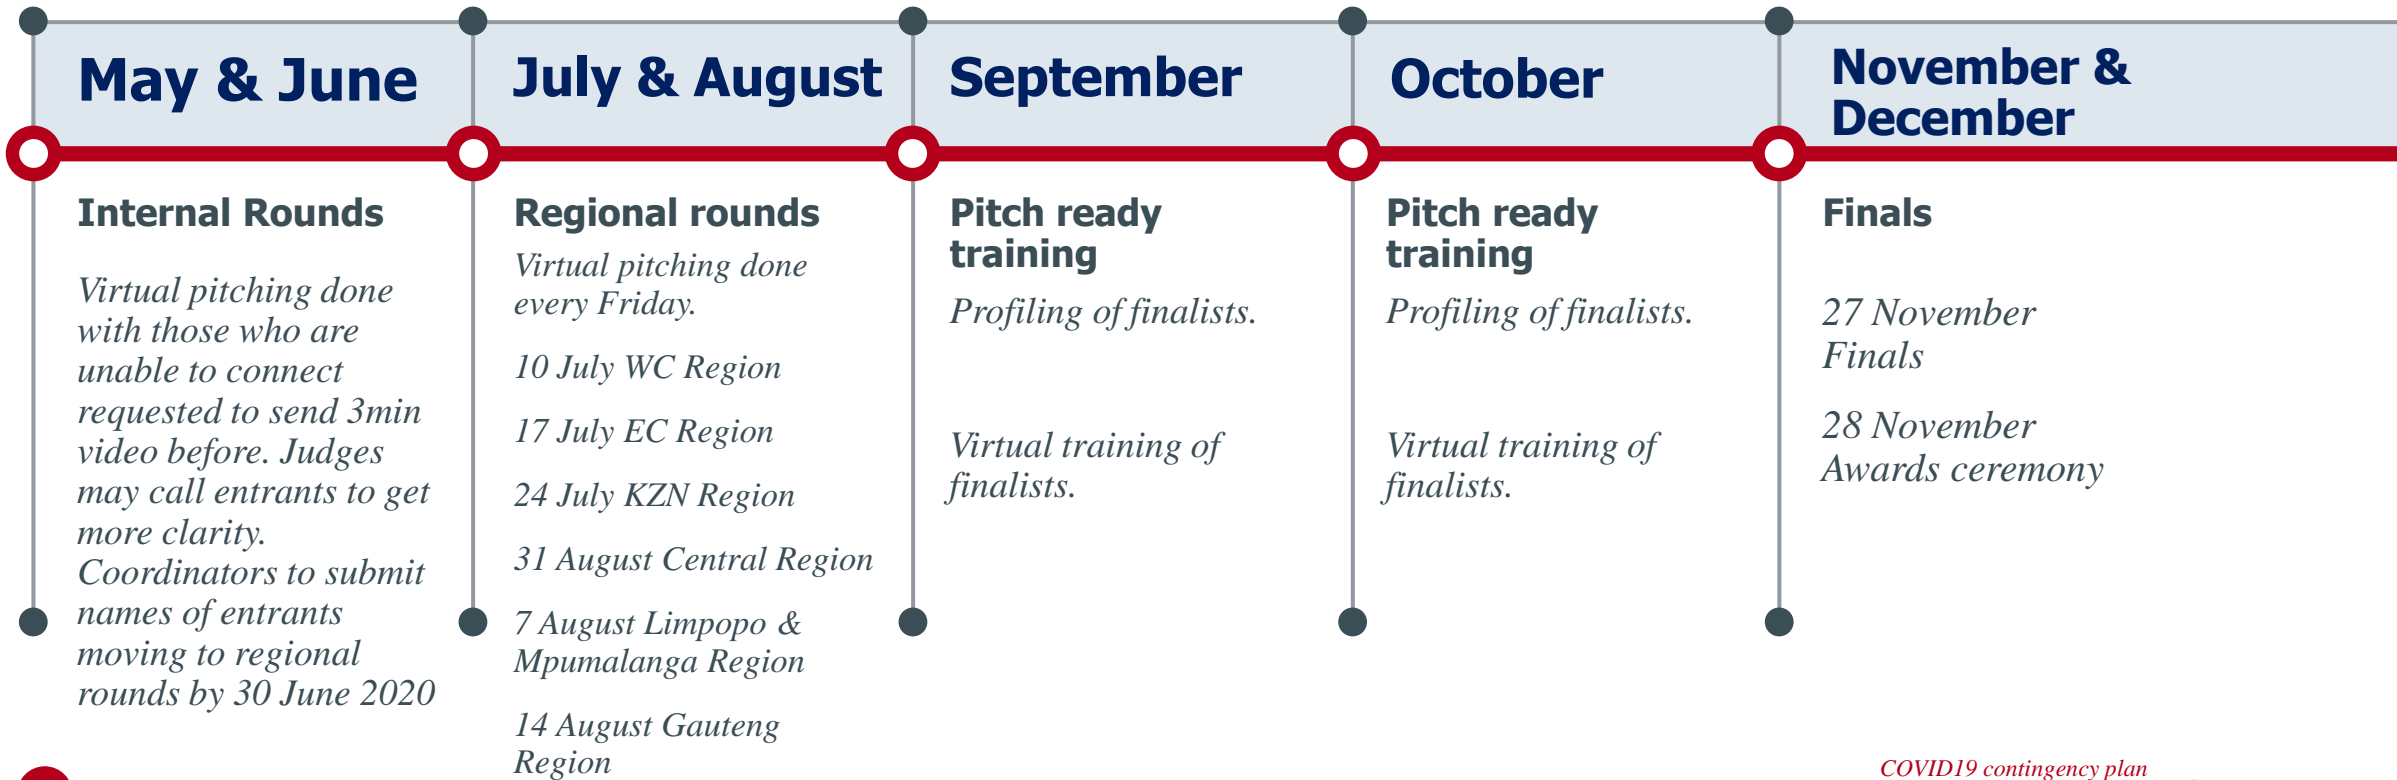 May & June
July & August
September
October
November &
December
Internal Rounds
Virtual pitching done
with those who are
unable to connect
requested to send 3min
video before. Judges
may call entrants to get
more clarity.
Coordinators to submit
names of entrants
moving to regional
rounds by 30 June 2020
Regional rounds
Virtual pitching done
every Friday.
10 July WC Region
17 July EC Region
24 July KZN Region
31 August Central Region
7 August Limpopo &
Mpumalanga Region
14 August Gauteng
Region
Pitch ready
training
Profiling of finalists.
Virtual training of
finalists.
Pitch ready
training
Profiling of finalists.
Virtual training of
finalists.
Finals
27 November
Finals
28 November
Awards ceremony
COVID19 contingency plan